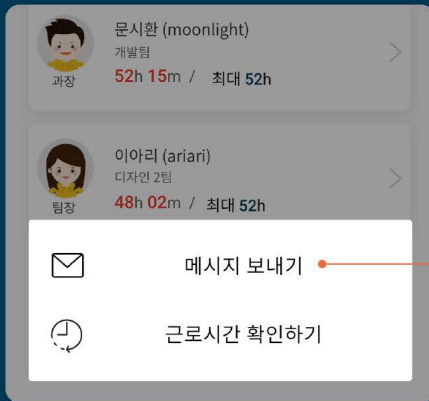 문시환 (moonlight)
개발팀
과장
52h 15m / 최대 52h
이아리 (ariari)
디자인 2팀
팀장
48h 02m / 최대 52h
메시지 보내기
근로시간 확인하기